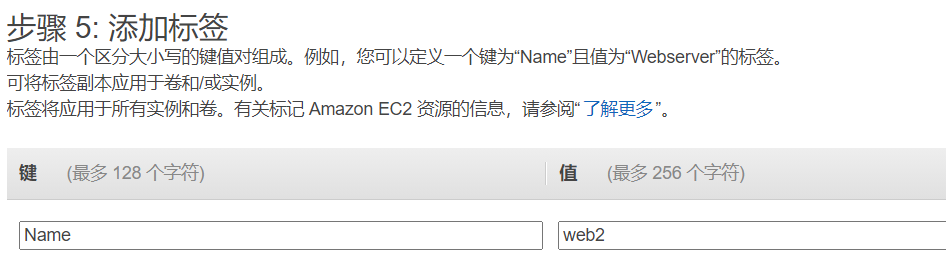 步骤 5: 添加标签
标签由一个区分大小写的键值对组成。例如，您可以定义一个键为“Name”且值为“Webserver”的标签。
可将标签副本应用于卷和/或实例。
标签将应用于所有实例和卷。有关标记 Amazon EC2 资源的信息，请参阅“了解更多”。
键 (最多 128 个字符) 值 (最多 256 个字符)
Name web2